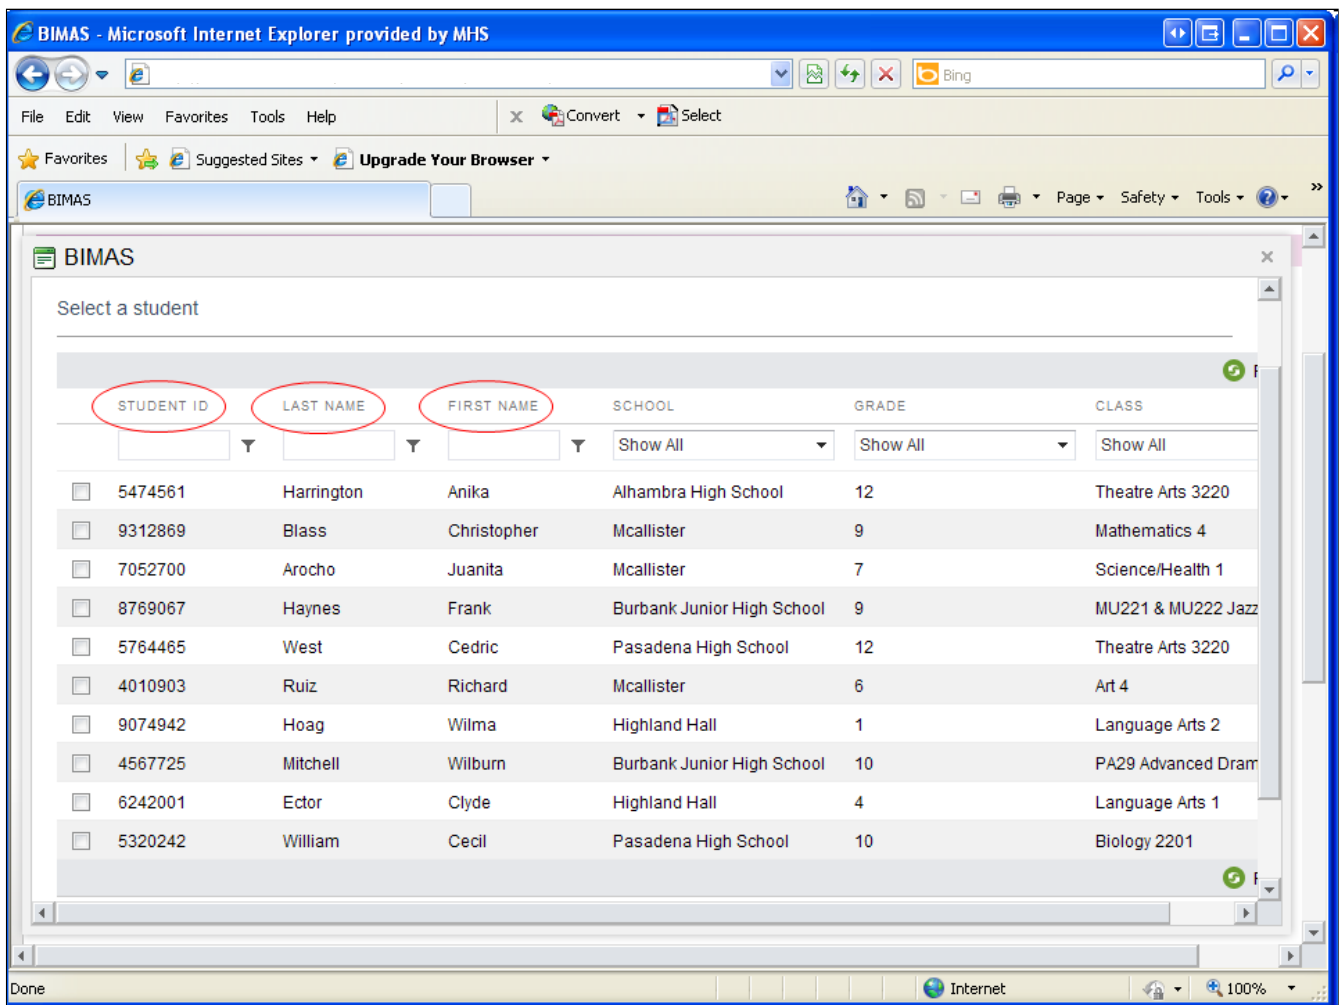 BIMAS - Microsoft Internet Explorer provided by MHS
Bing
File Edit View Favorites Tools Help Convert Select
Favorites Suggested Sites Upgrade Your Browser
BIMAS Page Safety Tools
BIMAS
Select a student
STUDENT ID LAST NAME FIRST NAME SCHOOL GRADE CLASS
Show All Show All Show All
5474561 Harrington Anika Alhambra High School 12 Theatre Arts 3220
9312869 Blass Christopher Mcallister 9 Mathematics 4
7052700 Arocho Juanita Mcallister 7 Science/Health 1
8769067 Haynes Frank Burbank Junior High School 9 MU221 & MU222 Jazz
5764465 West Cedric Pasadena High School 12 Theatre Arts 3220
4010903 Ruiz Richard Mcallister 6 Art 4
9074942 Hoag Wilma Highland Hall 1 Language Arts 2
4567725 Mitchell Wilburn Burbank Junior High School 10 PA29 Advanced Dram
6242001 Ector Clyde Highland Hall 4 Language Arts 1
5320242 William Cecil Pasadena High School 10 Biology 2201
Done Internet 100%